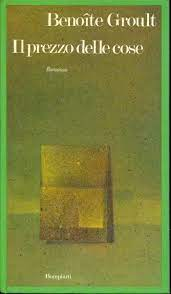 Benoîte Groult
Il prezzo delle cose
Romanzo
Bompiani